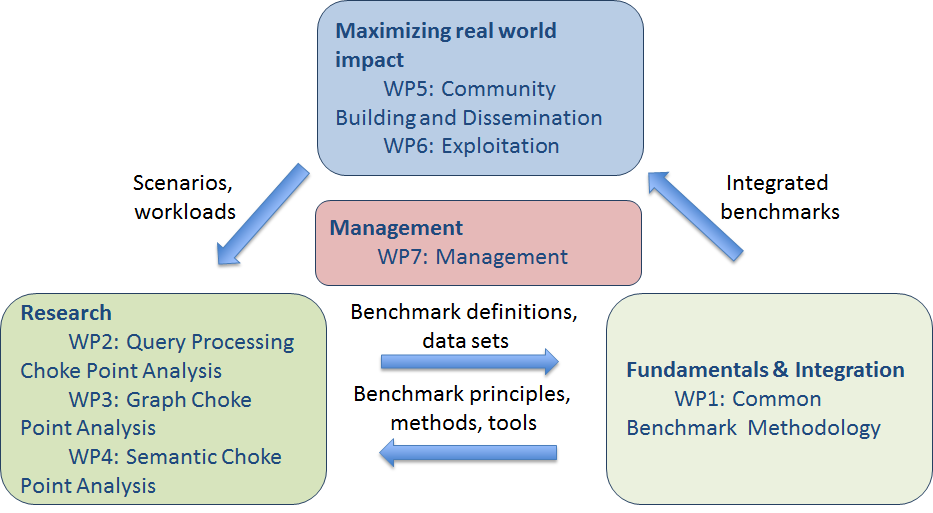 Maximizing real world
impact
WP5: Community
Building and Dissemination
WP6: Exploitation
Scenarios,
workloads
Integrated
benchmarks
Management
WP7: Management
Research
WP2: Query Processing
Choke Point Analysis
WP3: Graph Choke
Point Analysis
WP4: Semantic Choke
Point Analysis
Benchmark definitions,
data sets
Benchmark principles,
methods, tools
Fundamentals & Integration
WP1: Common
Benchmark Methodology